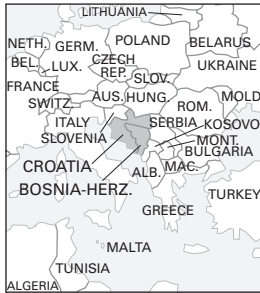 LITHUANIA
NETH.
GERM.
POLAND
BELARUS
BEL.
LUX.
CZECH
REP.
UKRAINE
SLOV.
FRANCE
SWITZ.
AUS.
HUNG.
MOLD
ROM.
ITALY
SLOVENIA
SERBIA
KOSOVO
MONT.
BULGARIA
CROATIA
BOSNIA-HERZ.
ALB.
MAC.
TURKEY
GREECE
MALTA
TUNISIA
ALGERIA